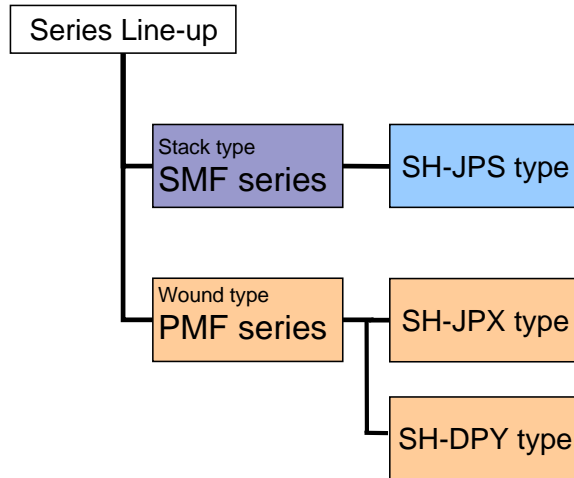 Series Line-up
Stack type
SMF series
SH-JPS type
Wound type
PMF series
SH-JPX type
SH-DPY type